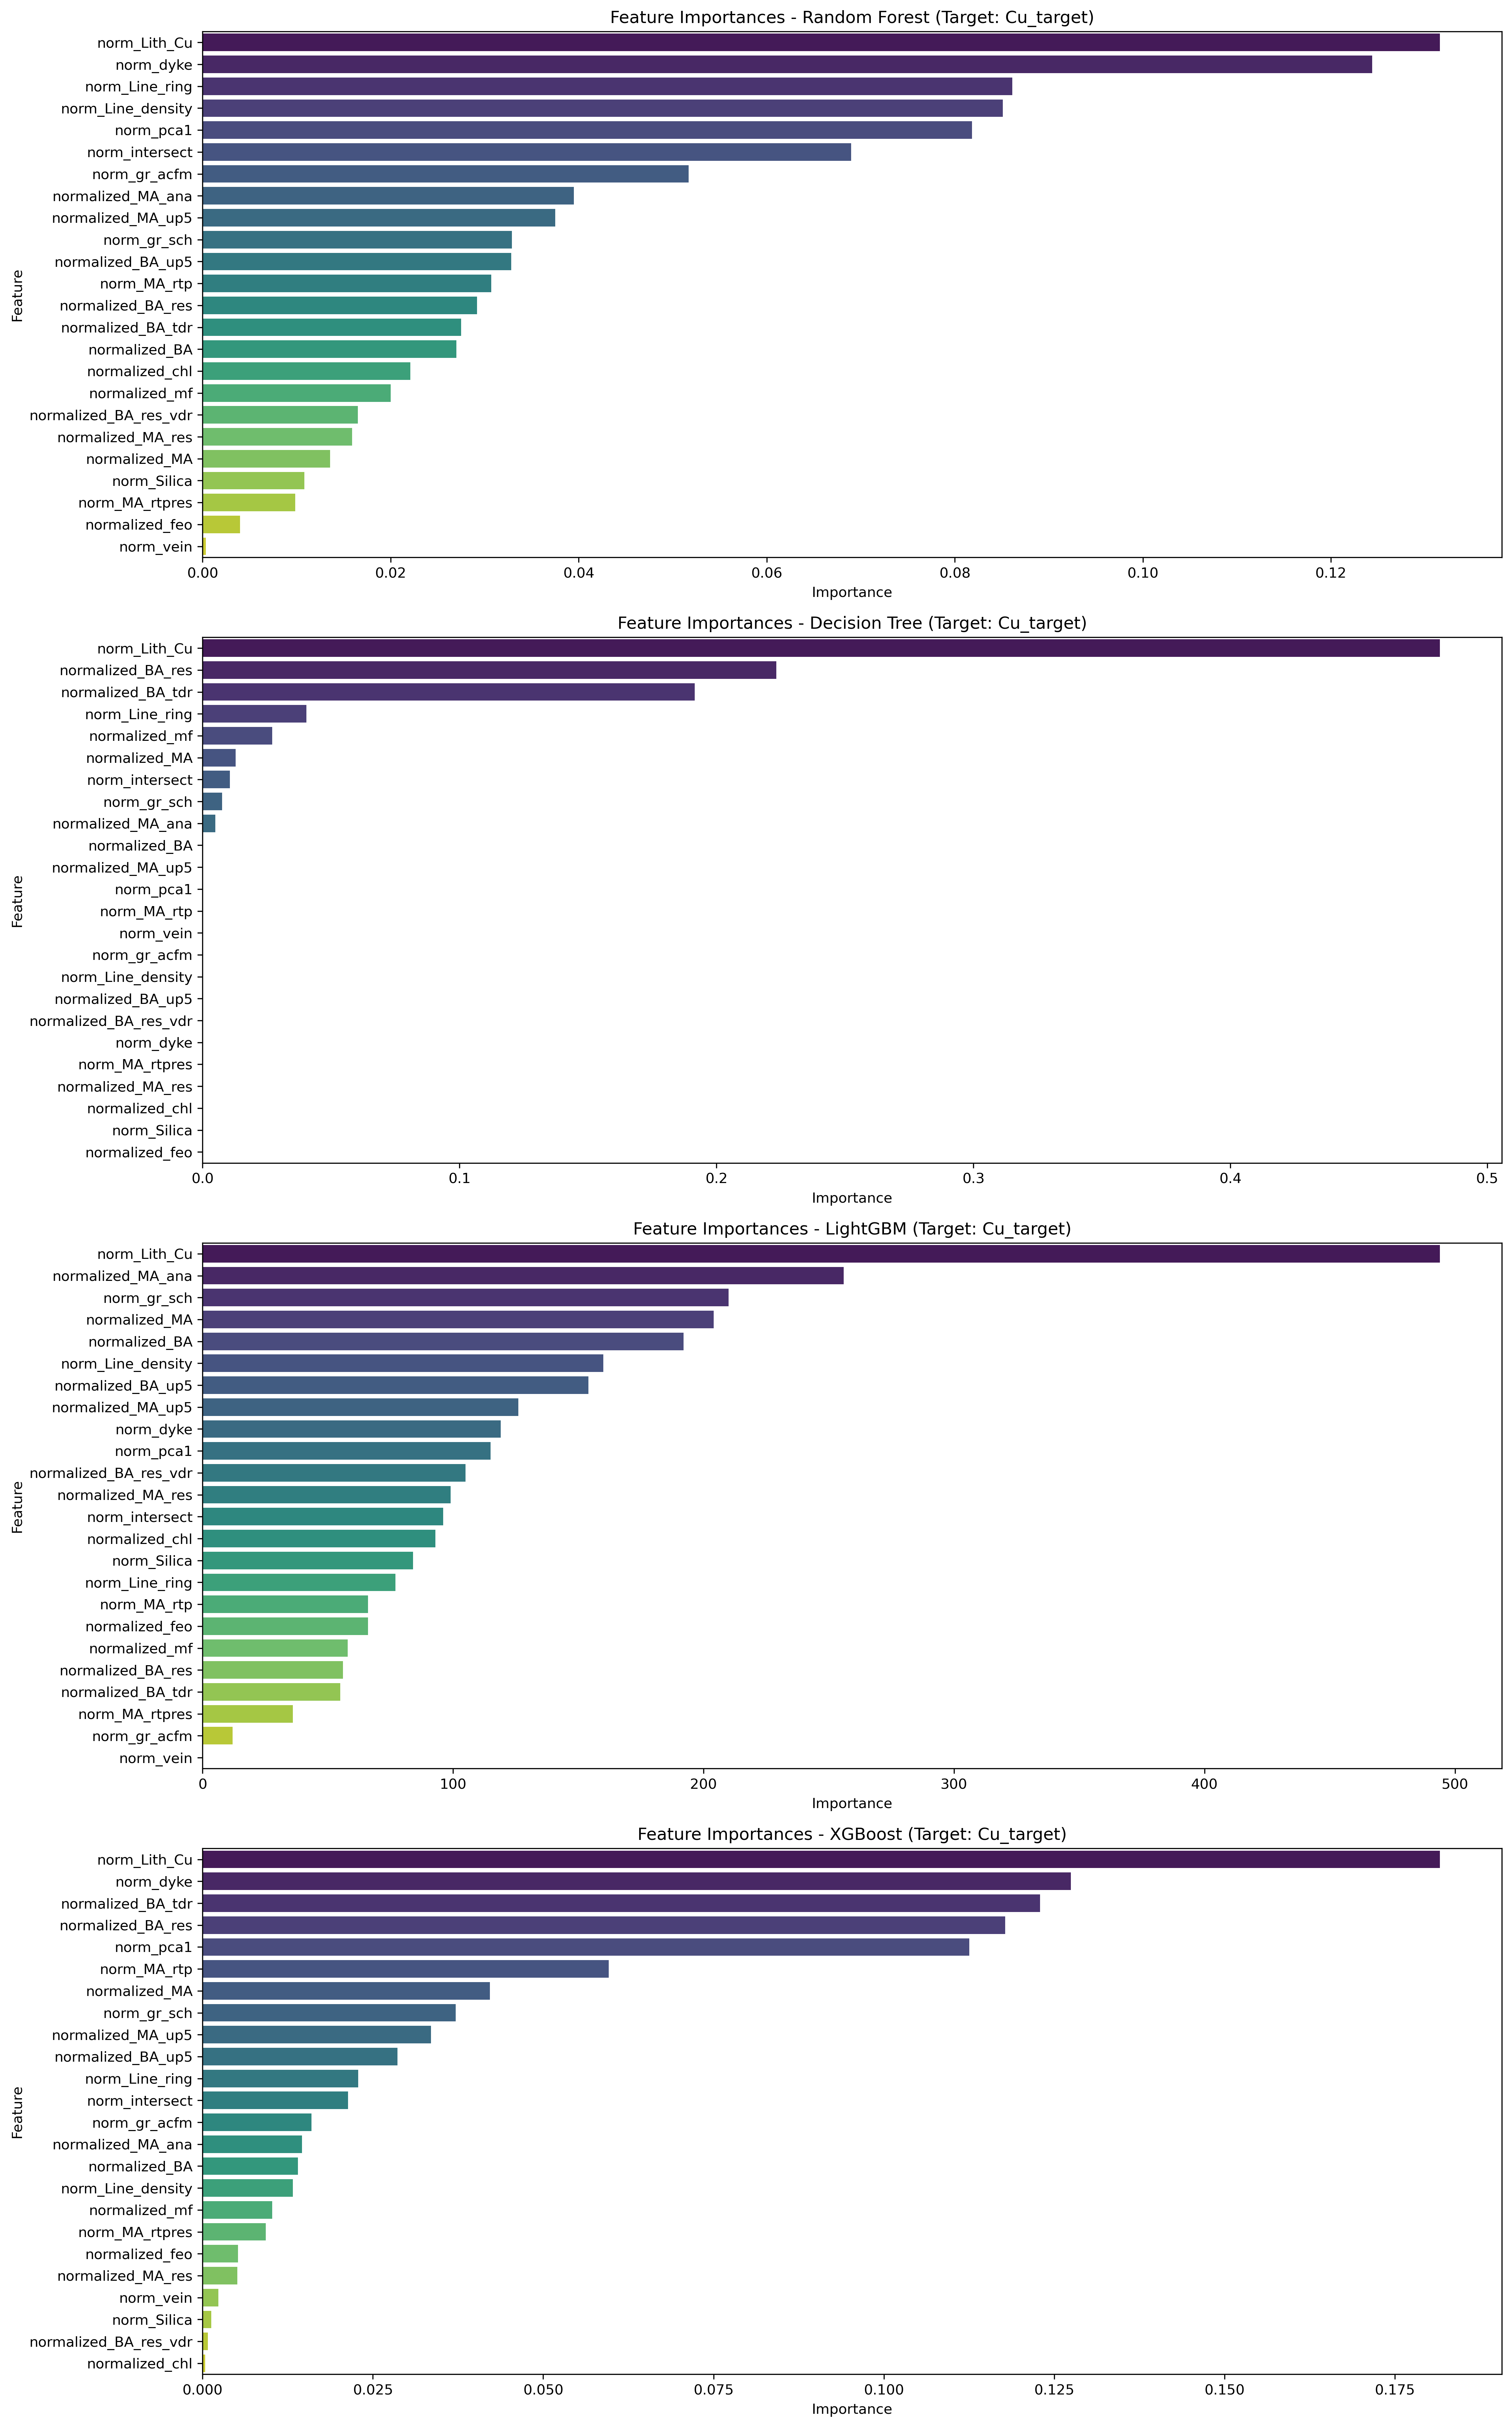 Feature Importances - Random Forest (Target: Cu_target)
norm_Lith_Cu
norm_dyke
norm_Line_ring
norm_Line_density
norm_pca1
norm_intersect
norm_gr_acfm
normalized_MA_ana
normalized_MA_up5
norm_gr_sch
normalized_BA_up5
norm_MA_rtp
normalized_BA_res
normalized_BA_tdr
normalized_BA
normalized_chl
normalized_mf
normalized_BA_res_vdr
normalized_MA_res
normalized_MA
norm_Silica
norm_MA_rtpres
normalized_feo
norm_vein
Feature
0.00 0.02 0.04 0.06 0.08 0.10 0.12
Importance
Feature Importances - Decision Tree (Target: Cu_target)
norm_Lith_Cu
normalized_BA_res
normalized_BA_tdr
norm_Line_ring
normalized_mf
normalized_MA
norm_intersect
norm_gr_sch
normalized_MA_ana
normalized_BA
normalized_MA_up5
norm_pca1
norm_MA_rtp
norm_vein
norm_gr_acfm
norm_Line_density
normalized_BA_up5
normalized_BA_res_vdr
norm_dyke
norm_MA_rtpres
normalized_MA_res
normalized_chl
norm_Silica
normalized_feo
Feature
0.0 0.1 0.2 0.3 0.4 0.5
Importance
Feature Importances - LightGBM (Target: Cu_target)
norm_Lith_Cu
normalized_MA_ana
norm_gr_sch
normalized_MA
normalized_BA
norm_Line_density
normalized_BA_up5
normalized_MA_up5
norm_dyke
norm_pca1
normalized_BA_res_vdr
normalized_MA_res
norm_intersect
normalized_chl
norm_Silica
norm_Line_ring
norm_MA_rtp
normalized_feo
normalized_mf
normalized_BA_res
normalized_BA_tdr
norm_MA_rtpres
norm_gr_acfm
norm_vein
Feature
0 100 200 300 400 500
Importance
Feature Importances - XGBoost (Target: Cu_target)
norm_Lith_Cu
norm_dyke
normalized_BA_tdr
normalized_BA_res
norm_pca1
norm_MA_rtp
normalized_MA
norm_gr_sch
normalized_MA_up5
normalized_BA_up5
norm_Line_ring
norm_intersect
norm_gr_acfm
normalized_MA_ana
normalized_BA
norm_Line_density
normalized_mf
norm_MA_rtpres
normalized_feo
normalized_MA_res
norm_vein
norm_Silica
normalized_BA_res_vdr
normalized_chl
Feature
0.000 0.025 0.050 0.075 0.100 0.125 0.150 0.175
Importance